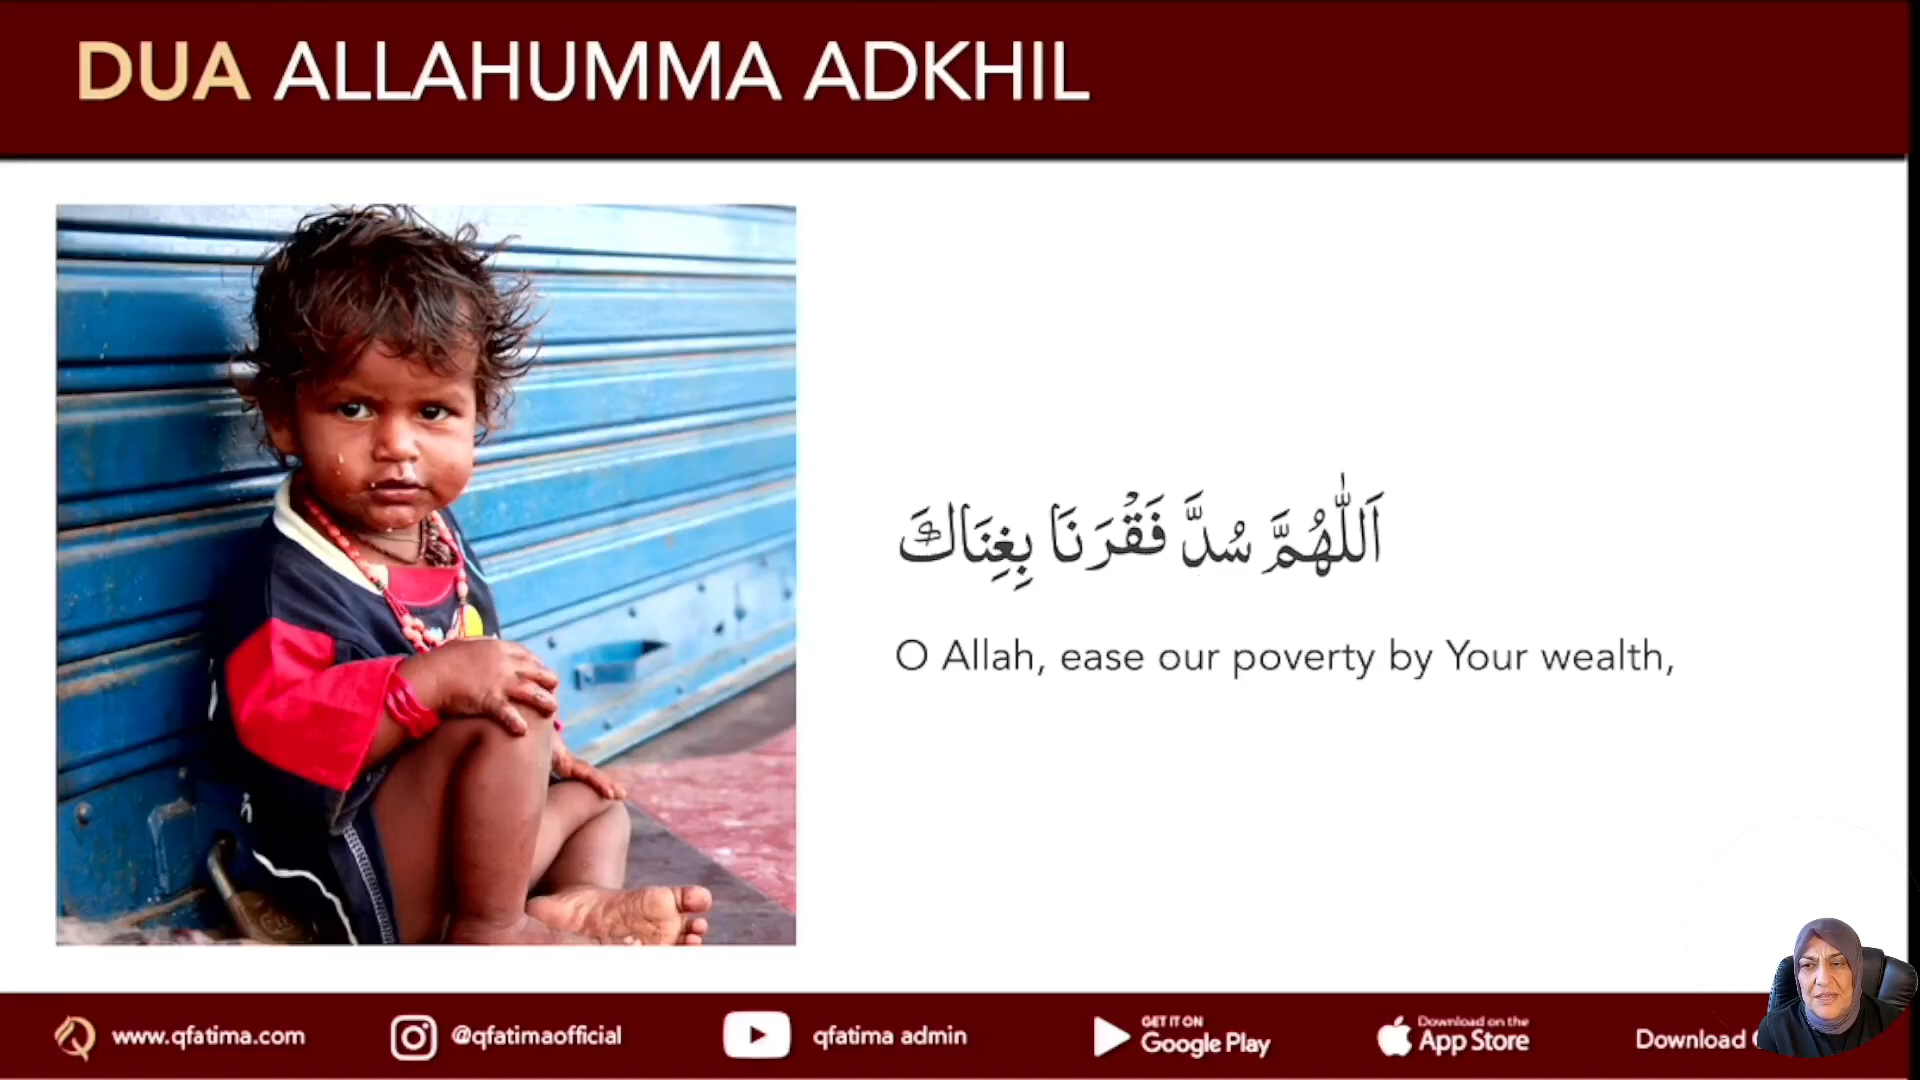 DUA ALLAHUMMA ADKHIL
اَللّٰهُمَّ سُدَّ فَقْرَنَا بِغِنَاكَ
O Allah, ease our poverty by Your wealth,
www.qfatima.com
@qfatimaofficial
qfatima admin
GET IT ON
Google Play
Download on the
App Store
Download